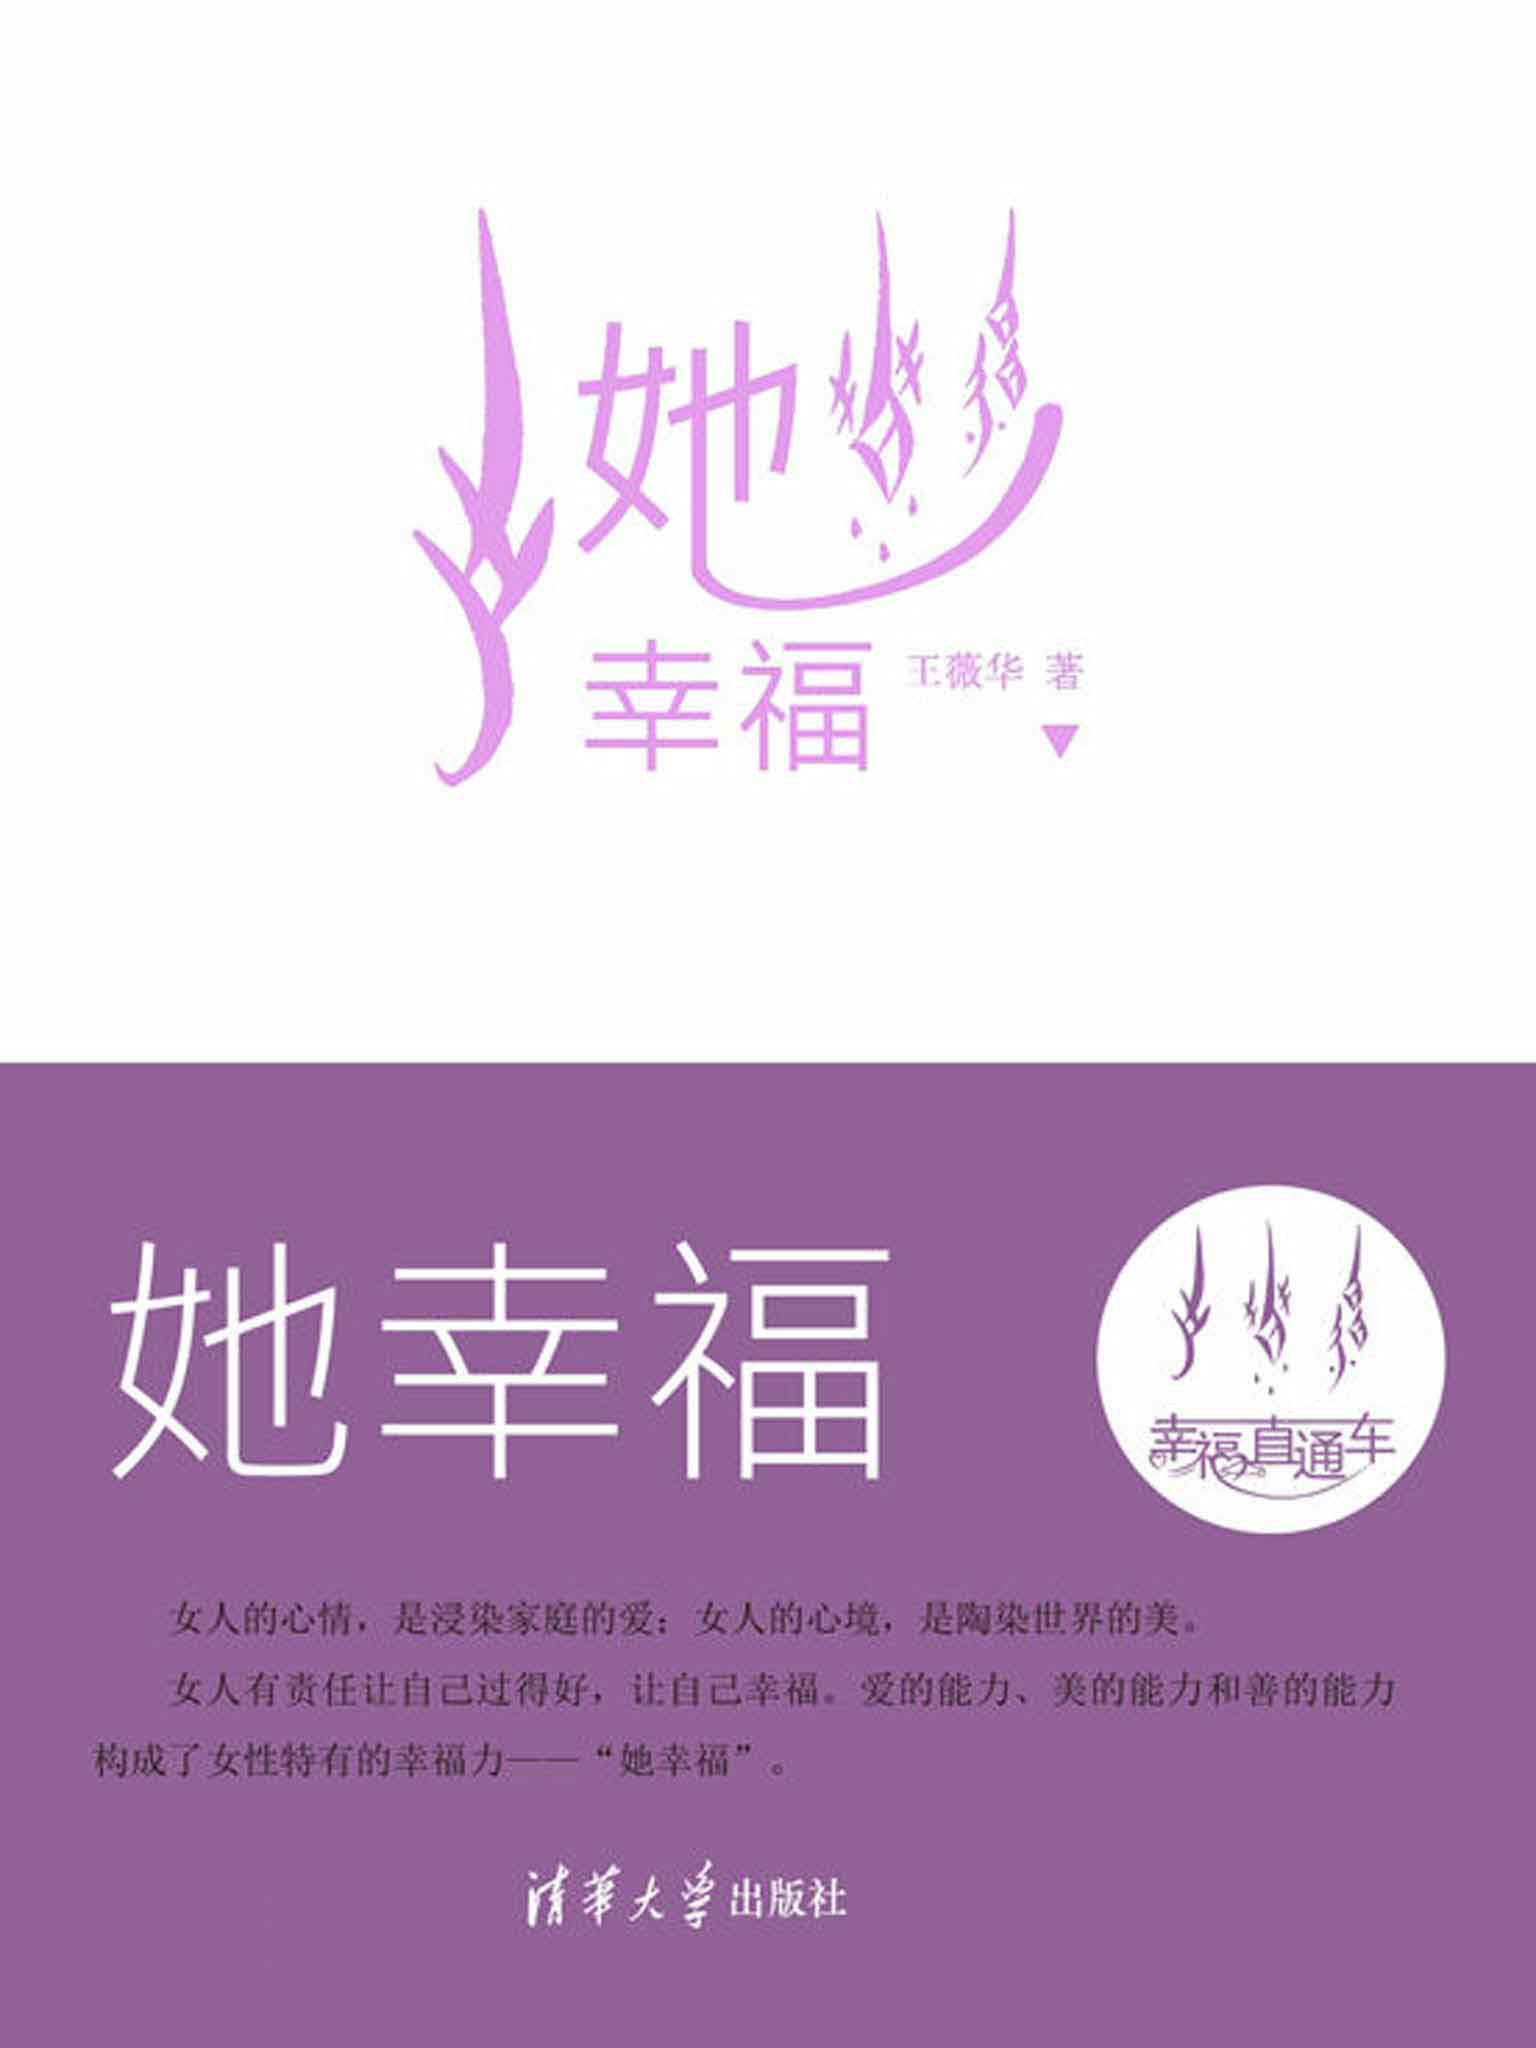 她
幸福 王薇华 著
她幸福
幸福直通车
女人的心情，是浸染家庭的爱；女人的心境，是陶染世界的美。
女人有责任让自己过得好，让自己幸福。爱的能力、美的能力和善的能力
构成了女性特有的幸福力——“她幸福”。
清華大学出版社